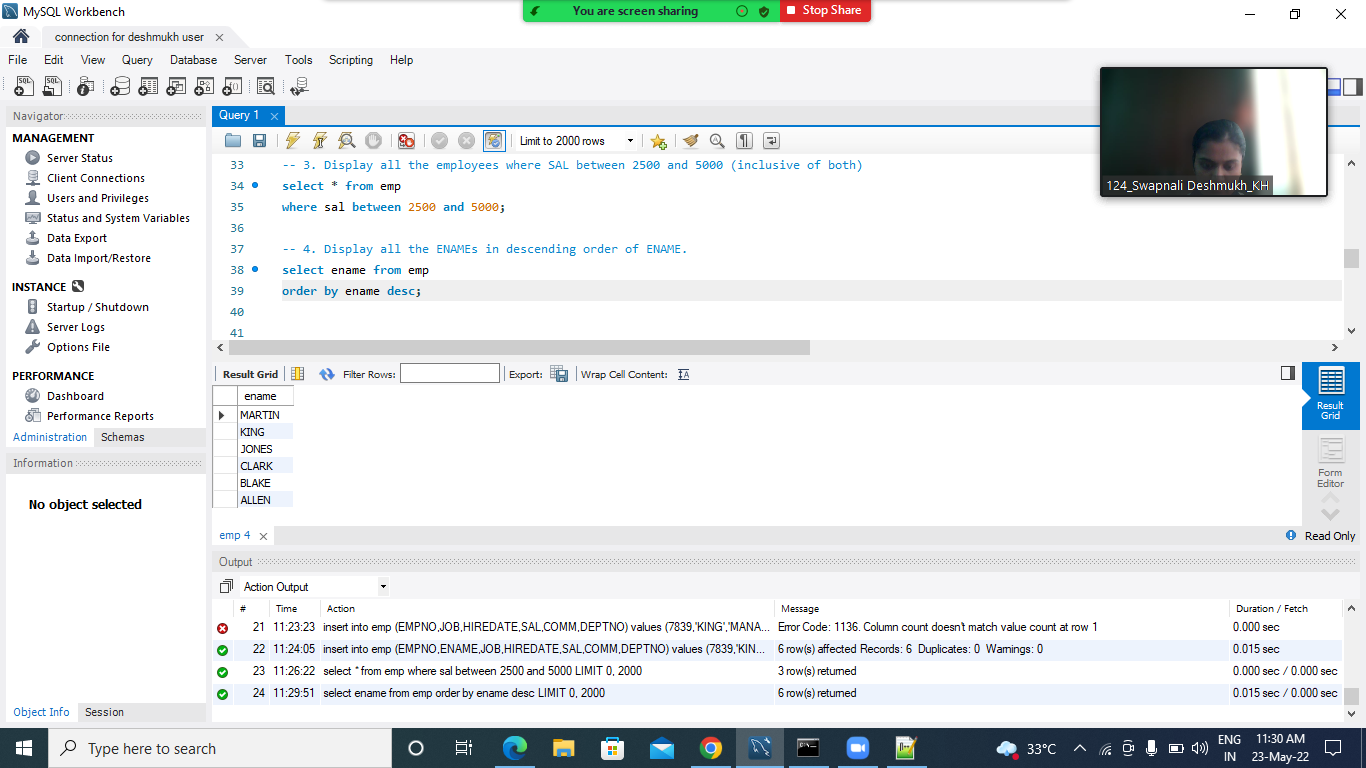 MySQL Workbench
You are screen sharing
Stop Share
connection for deshmukh user
File Edit View Query Database Server Tools Scripting Help
Navigator
MANAGEMENT
Server Status
Client Connections
Users and Privileges
Status and System Variables
Data Export
Data Import/Restore
INSTANCE
Startup / Shutdown
Server Logs
Options File
PERFORMANCE
Dashboard
Performance Reports
Administration Schemas
Information
No object selected
Object Info Session
Query 1
Limit to 2000 rows
124_Swapnali Deshmukh_KH
33 -- 3. Display all the employees where SAL between 2500 and 5000 (inclusive of both)
34 select * from emp
35 where sal between 2500 and 5000;
36
37 -- 4. Display all the ENAMEs in descending order of ENAME.
38 select ename from emp
39 order by ename desc;
40
41
Result Grid Filter Rows: Export: Wrap Cell Content:
ename
MARTIN
KING
JONES
CLARK
BLAKE
ALLEN
Result
Grid
Form
Editor
emp 4 Read Only
Output
Action Output
# Time Action Message Duration / Fetch
21 11:23:23 insert into emp (EMPNO,JOB,HIREDATE,SAL,COMM,DEPTNO) values (7839,'KING','MANA... Error Code: 1136. Column count doesn't match value count at row 1 0.000 sec
22 11:24:05 insert into emp (EMPNO,ENAME,JOB,HIREDATE,SAL,COMM,DEPTNO) values (7839,'KIN... 6 row(s) affected Records: 6 Duplicates: 0 Warnings: 0 0.015 sec
23 11:26:22 select * from emp where sal between 2500 and 5000 LIMIT 0, 2000 3 row(s) returned 0.000 sec / 0.000 sec
24 11:29:51 select ename from emp order by ename desc LIMIT 0, 2000 6 row(s) returned 0.015 sec / 0.000 sec
Type here to search
33°C
ENG
IN
11:30 AM
23-May-22